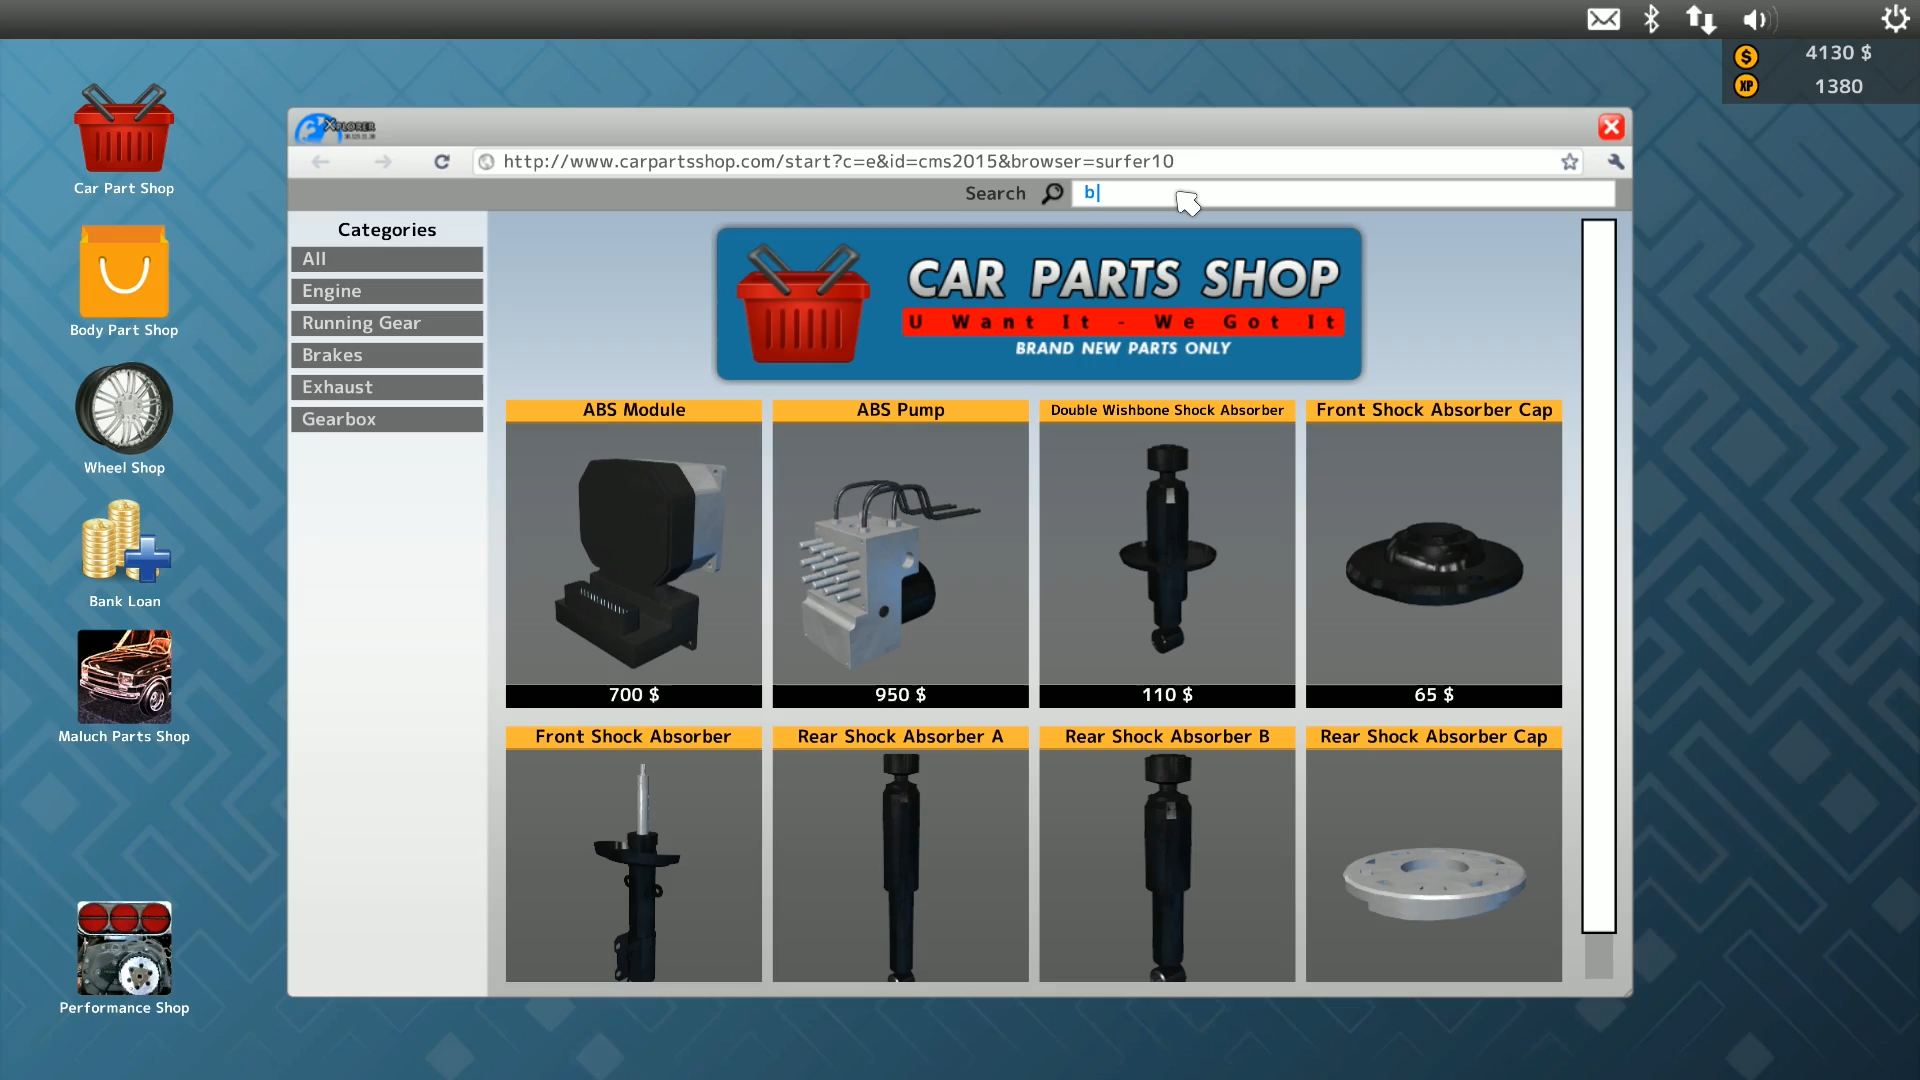 4130 $
XP
1380
Car Part Shop
Body Part Shop
Wheel Shop
Bank Loan
Maluch Parts Shop
Performance Shop
XPLORER
http://www.carpartsshop.com/start?c=e&id=cms2015&browser=surfer10
Search
b
Categories
All
Engine
Running Gear
Brakes
Exhaust
Gearbox
CAR PARTS SHOP
U Want It - We Got It
BRAND NEW PARTS ONLY
ABS Module
ABS Pump
Double Wishbone Shock Absorber
Front Shock Absorber Cap
700 $
950 $
110 $
65 $
Front Shock Absorber
Rear Shock Absorber A
Rear Shock Absorber B
Rear Shock Absorber Cap